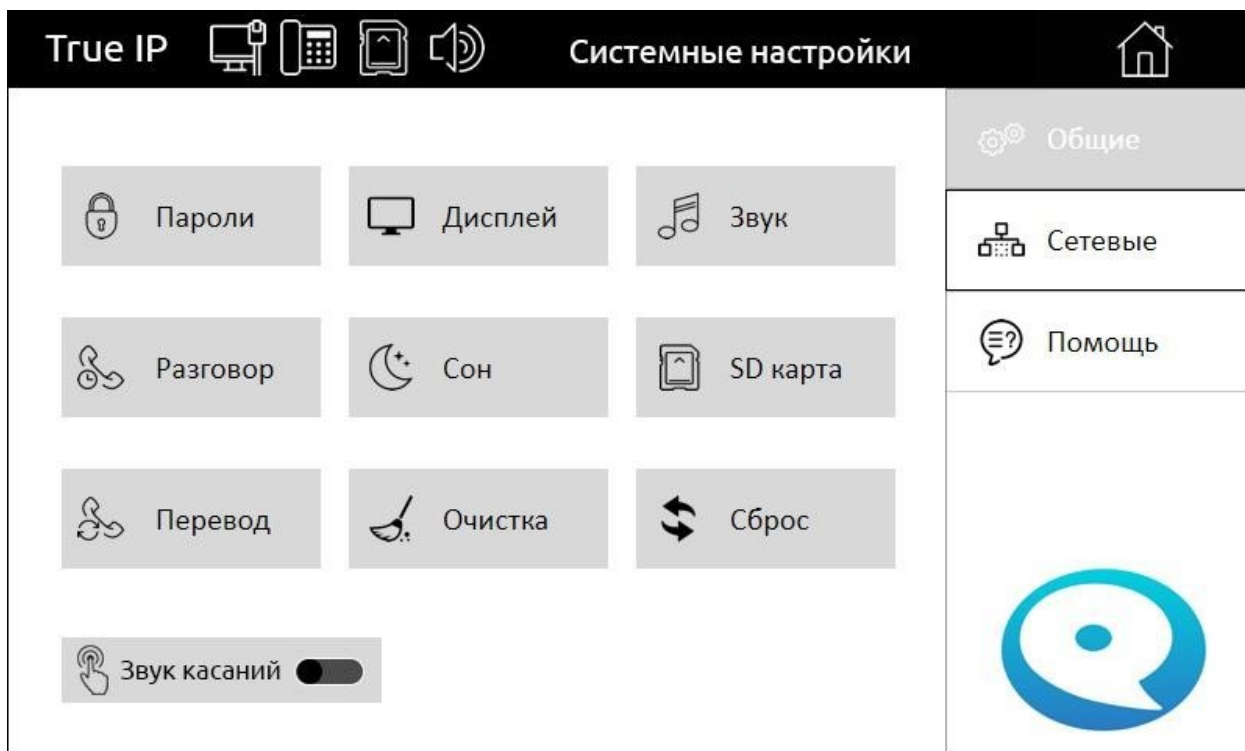 True IP Системные настройки
Общие
Пароли Дисплей Звук
Сетевые
Помощь
Разговор Сон SD карта
Перевод Очистка Сброс
Звук касаний